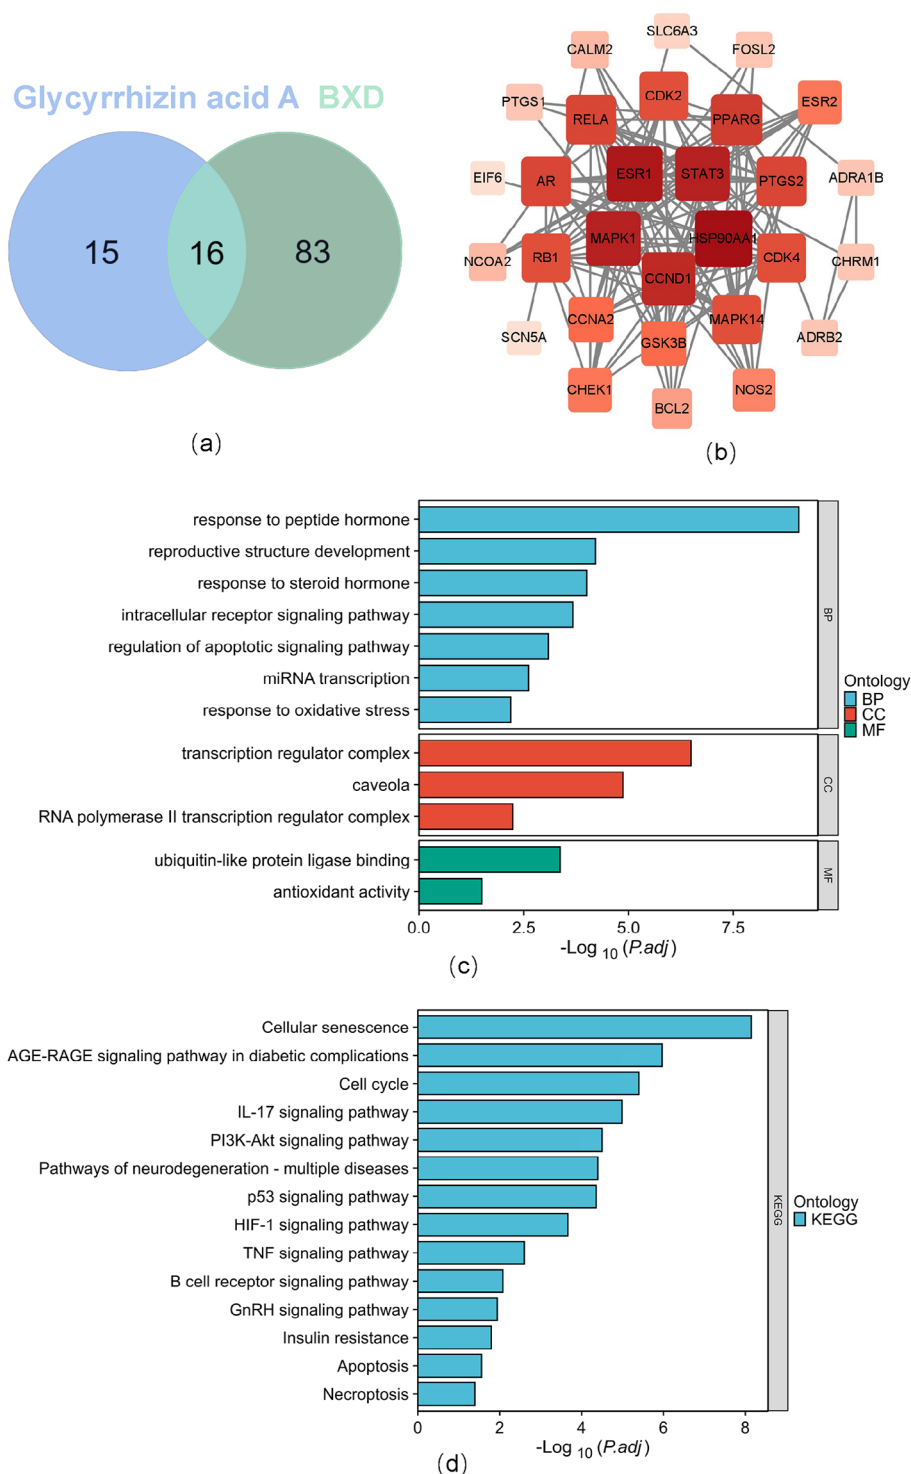 Glycyrrhizin acid A BXD
15 16 83
(a)
SLC6A3
CALM2 FOSL2
PTGS1 CDK2 ESR2
RELA PPARG
EIF6 AR ESR1 STAT3 PTGS2 ADRA1B
MAPK1 HSP90AA1
NCOA2 RB1 CDK4 CHRM1
CCND1
SCN5A CCNA2 MAPK14 ADRB2
GSK3B
CHEK1 NOS2
BCL2
(b)
response to peptide hormone
reproductive structure development
response to steroid hormone
intracellular receptor signaling pathway
regulation of apoptotic signaling pathway
miRNA transcription
response to oxidative stress
BP
transcription regulator complex
caveola
RNA polymerase II transcription regulator complex
CC
ubiquitin-like protein ligase binding
antioxidant activity
MF
Ontology
BP
CC
MF
0.0 2.5 5.0 7.5
-Log 10 (P.adj)
(c)
Cellular senescence
AGE-RAGE signaling pathway in diabetic complications
Cell cycle
IL-17 signaling pathway
PI3K-Akt signaling pathway
Pathways of neurodegeneration - multiple diseases
p53 signaling pathway
HIF-1 signaling pathway
TNF signaling pathway
B cell receptor signaling pathway
GnRH signaling pathway
Insulin resistance
Apoptosis
Necroptosis
KEGG
Ontology
KEGG
0 2 4 6 8
-Log 10 (P.adj)
(d)